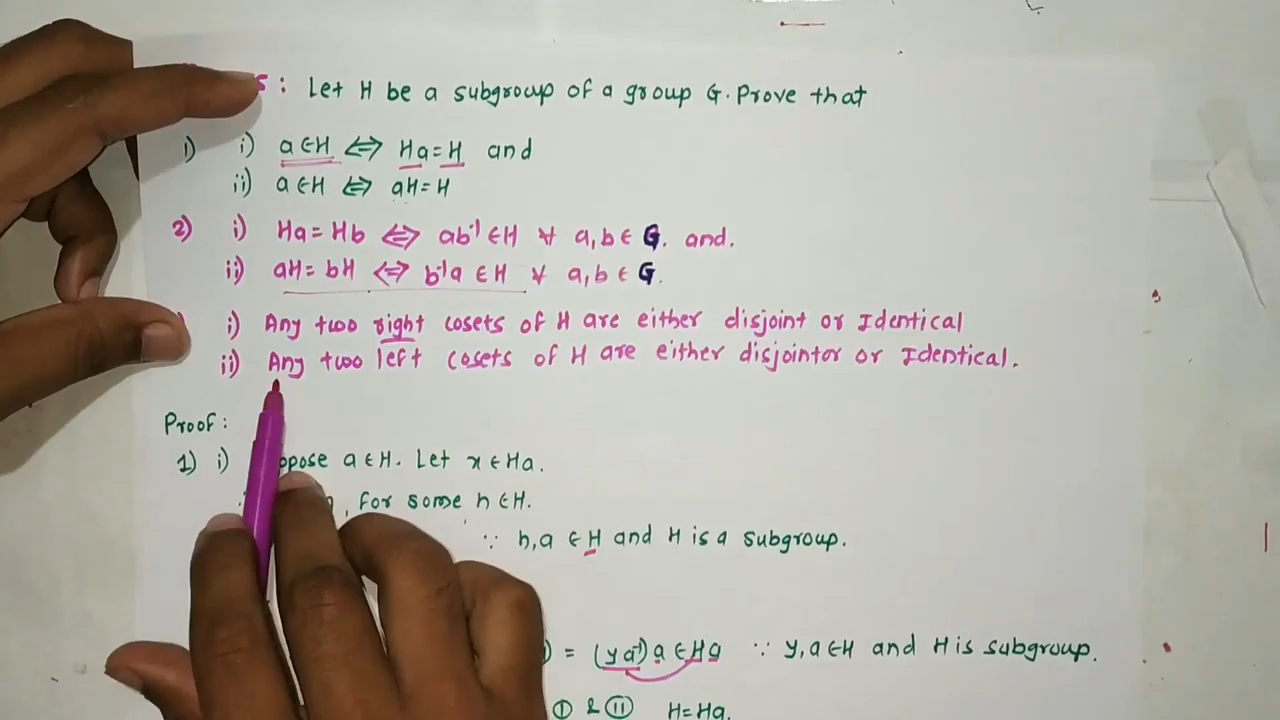 : Let H be a subgroup of a group G. Prove that
1) i) a∈H ⇔ Ha=H and
ii) a∈H ⇔ aH=H
2) i) Ha=Hb ⇔ ab⁻¹∈H ∀ a,b∈G. and.
ii) aH=bH ⇔ b⁻¹a∈H ∀ a,b∈G.
i) Any two right cosets of H are either disjoint or Identical
ii) Any two left cosets of H are either disjointor or Identical.
Proof:
1) i) ppose a∈H. Let x∈Ha.
, for some h∈H.
∵ h,a∈H and H is a subgroup.
) = (ya⁻¹)a∈Ha ∵ y,a∈H and H is subgroup.
Ⓘ & ⑪ H=Ha.